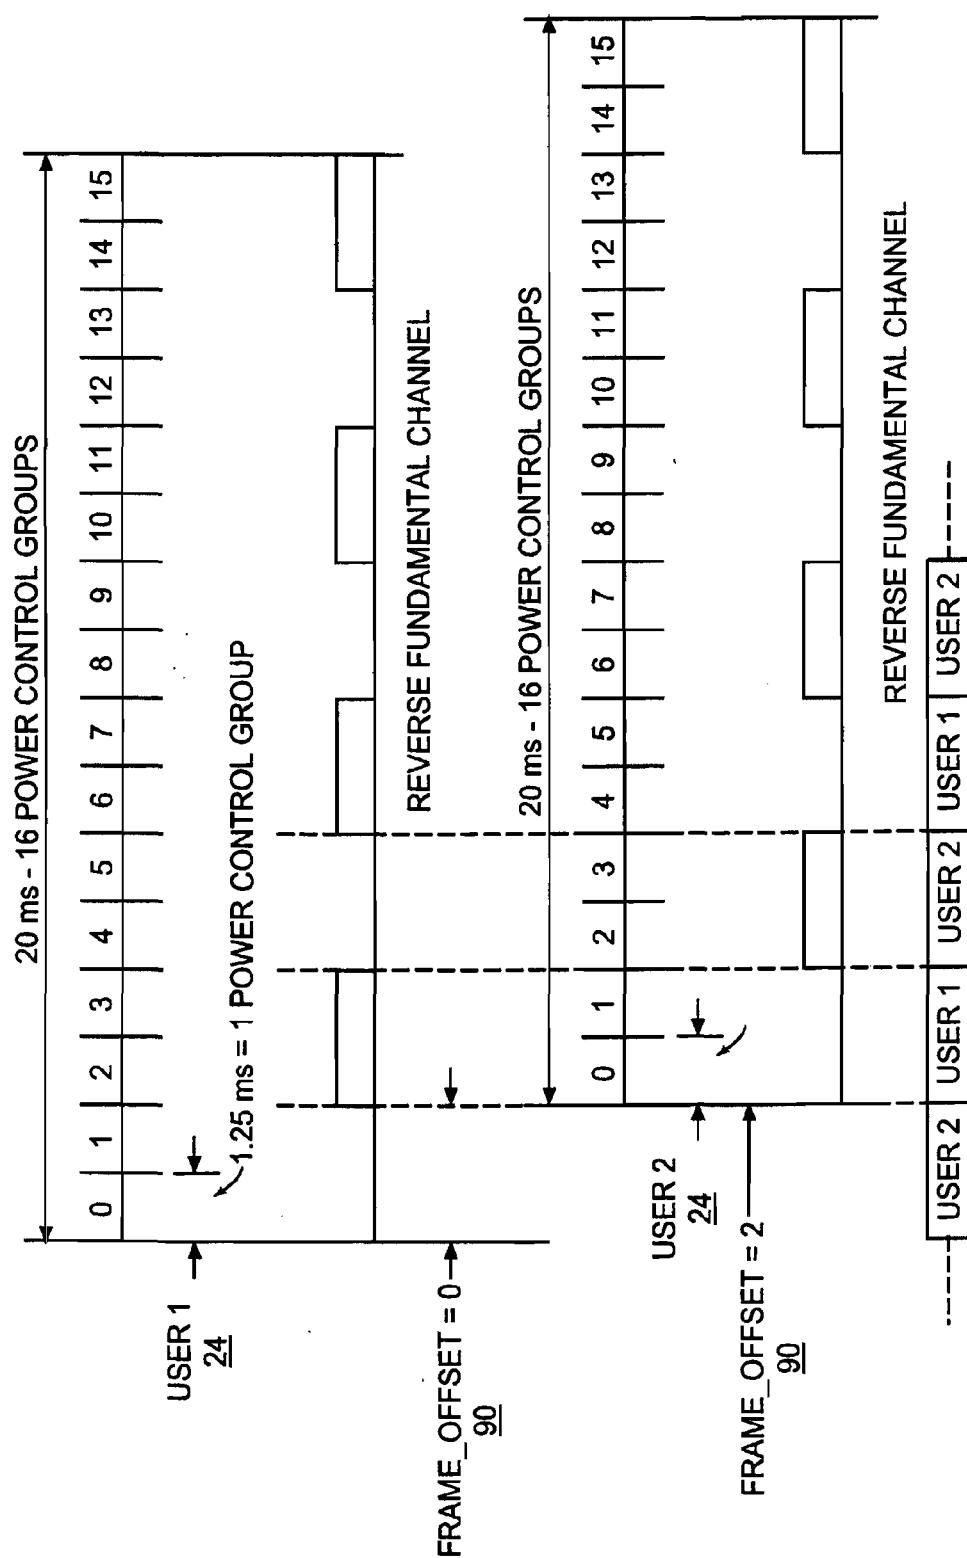 20 ms - 16 POWER CONTROL GROUPS
0 1 2 3 4 5 6 7 8 9 10 11 12 13 14 15
USER 1
24
1.25 ms = 1 POWER CONTROL GROUP
REVERSE FUNDAMENTAL CHANNEL
FRAME_OFFSET = 0
90
20 ms - 16 POWER CONTROL GROUPS
0 1 2 3 4 5 6 7 8 9 10 11 12 13 14 15
USER 2
24
FRAME_OFFSET = 2
90
REVERSE FUNDAMENTAL CHANNEL
USER 2 USER 1 USER 2 USER 1 USER 2